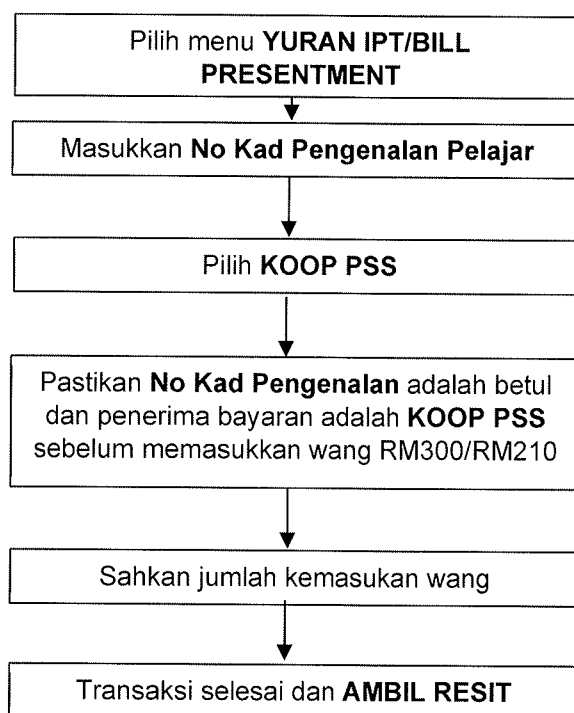 Pilih menu YURAN IPT/BILL
PRESENTMENT
Masukkan No Kad Pengenalan Pelajar
Pilih KOOP PSS
Pastikan No Kad Pengenalan adalah betul
dan penerima bayaran adalah KOOP PSS
sebelum memasukkan wang RM300/RM210
Sahkan jumlah kemasukan wang
Transaksi selesai dan AMBIL RESIT